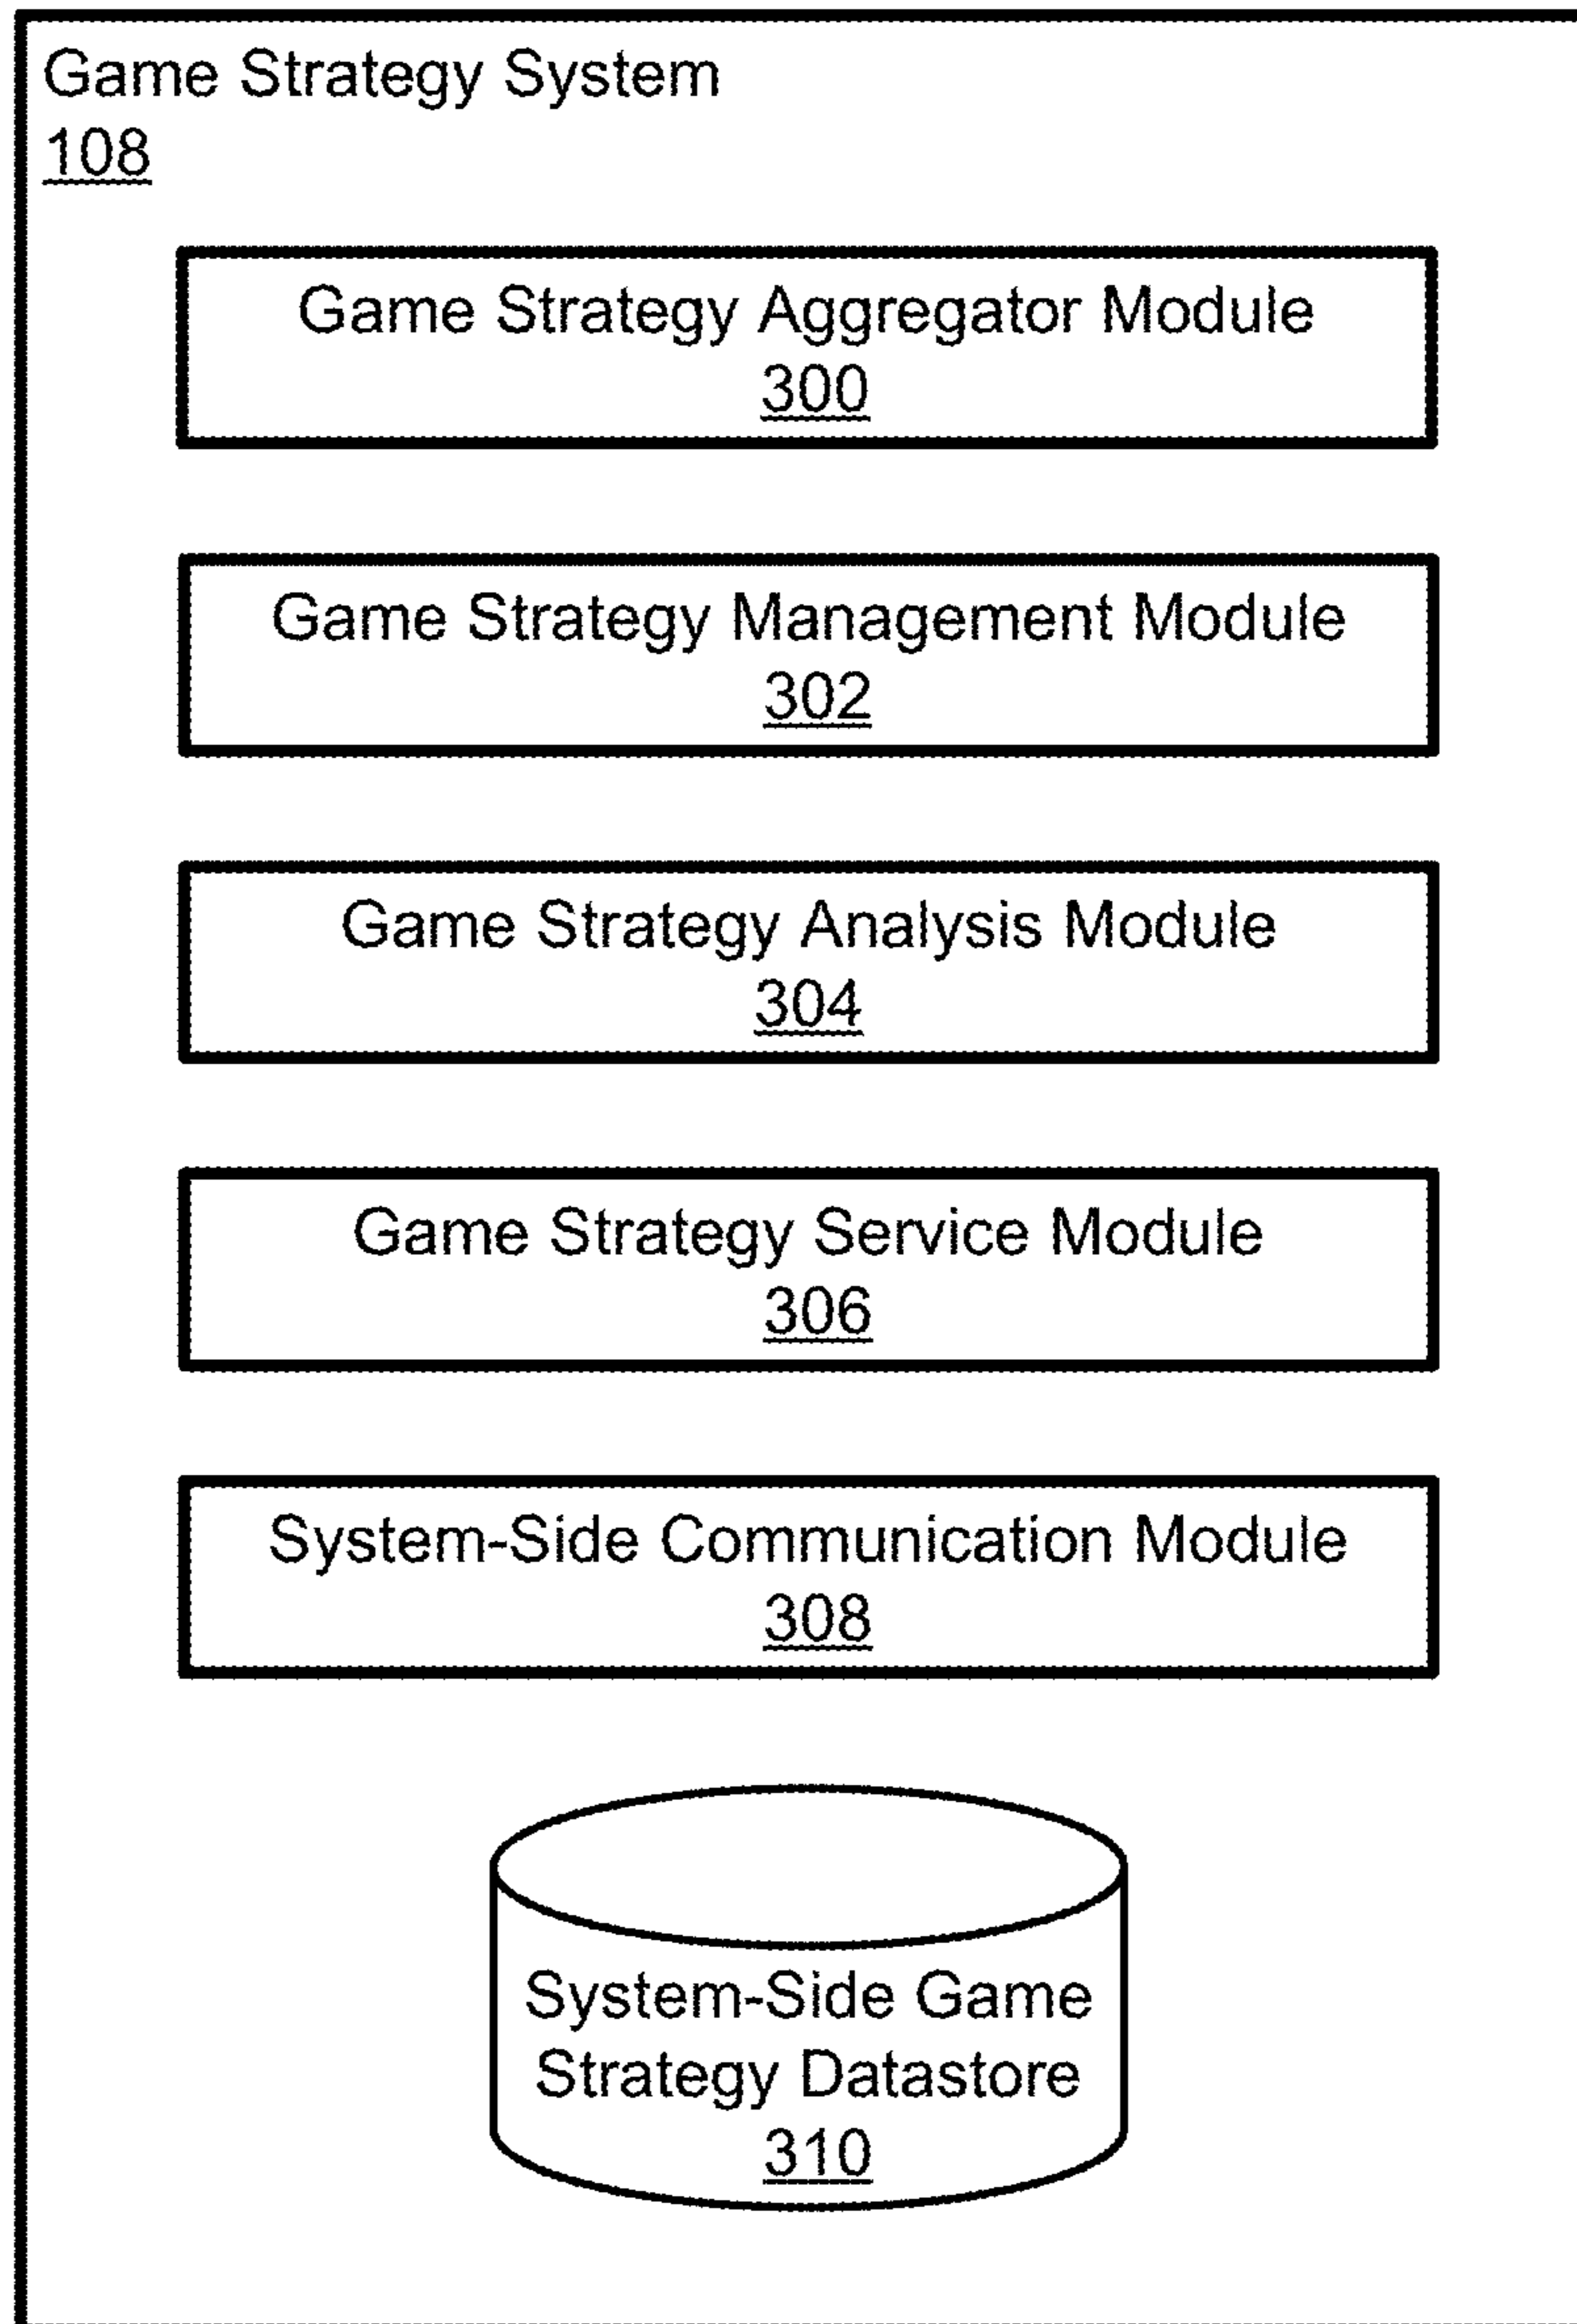 Game Strategy System
108
Game Strategy Aggregator Module
300
Game Strategy Management Module
302
Game Strategy Analysis Module
304
Game Strategy Service Module
306
System-Side Communication Module
308
System-Side Game
Strategy Datastore
310